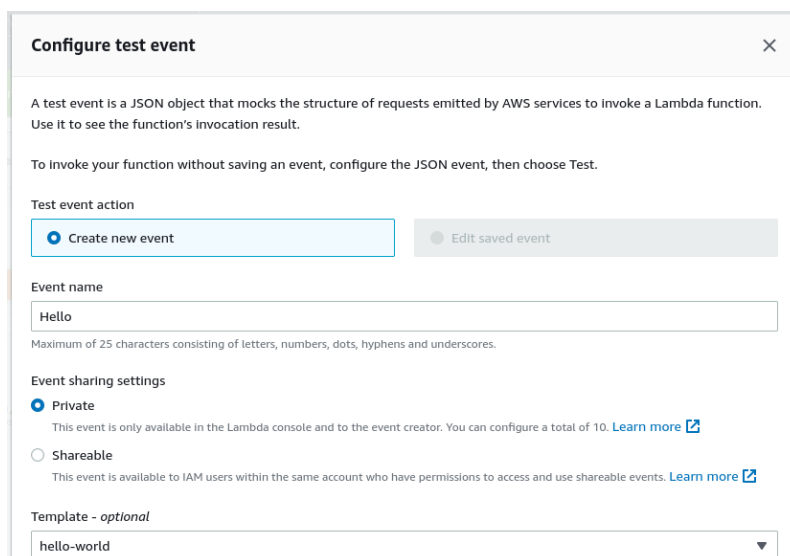 Configure test event
A test event is a JSON object that mocks the structure of requests emitted by AWS services to invoke a Lambda function.
Use it to see the function's invocation result.
To invoke your function without saving an event, configure the JSON event, then choose Test.
Test event action
Create new event
Edit saved event
Event name
Hello
Maximum of 25 characters consisting of letters, numbers, dots, hyphens and underscores.
Event sharing settings
Private
This event is only available in the Lambda console and to the event creator. You can configure a total of 10. Learn more
Shareable
This event is available to IAM users within the same account who have permissions to access and use shareable events. Learn more
Template - optional
hello-world